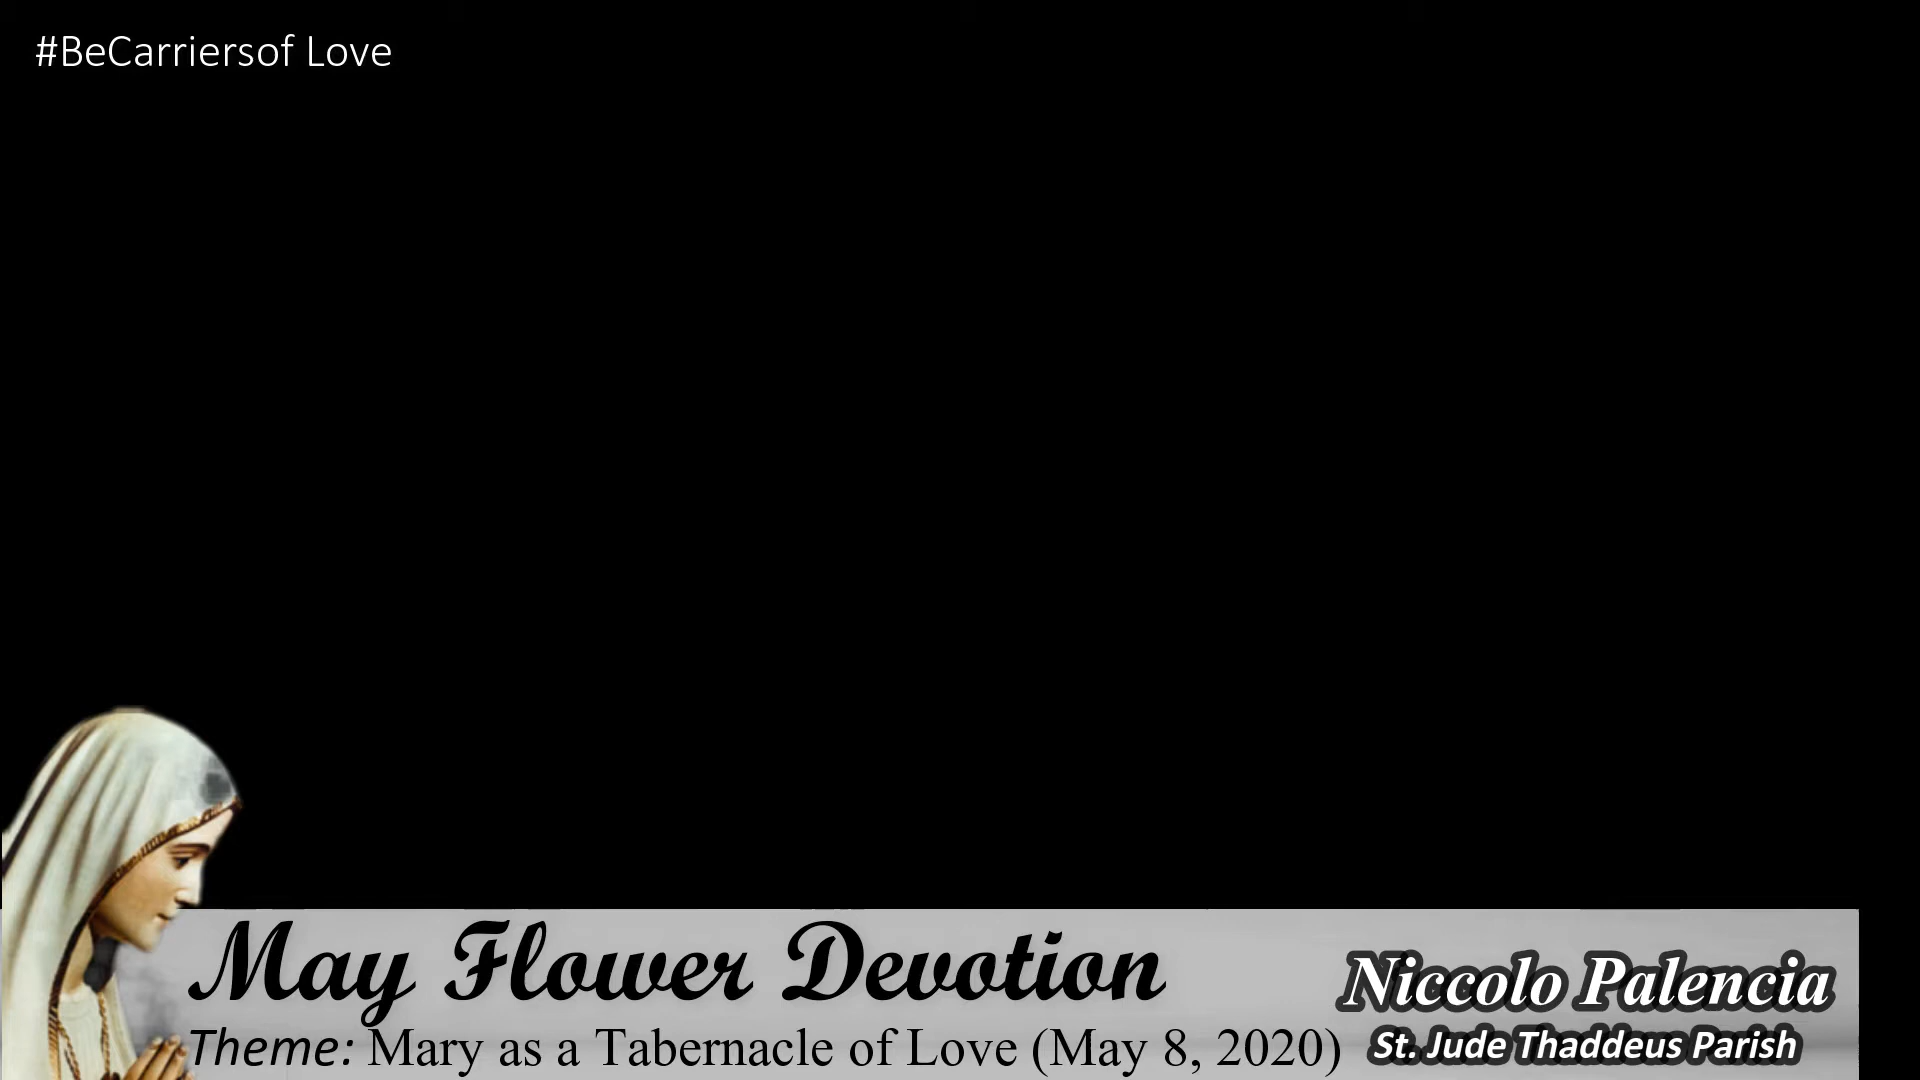 #BeCarriersof Love
May Flower Devotion
Theme: Mary as a Tabernacle of Love (May 8, 2020)
Niccolo Palencia
St. Jude Thaddeus Parish